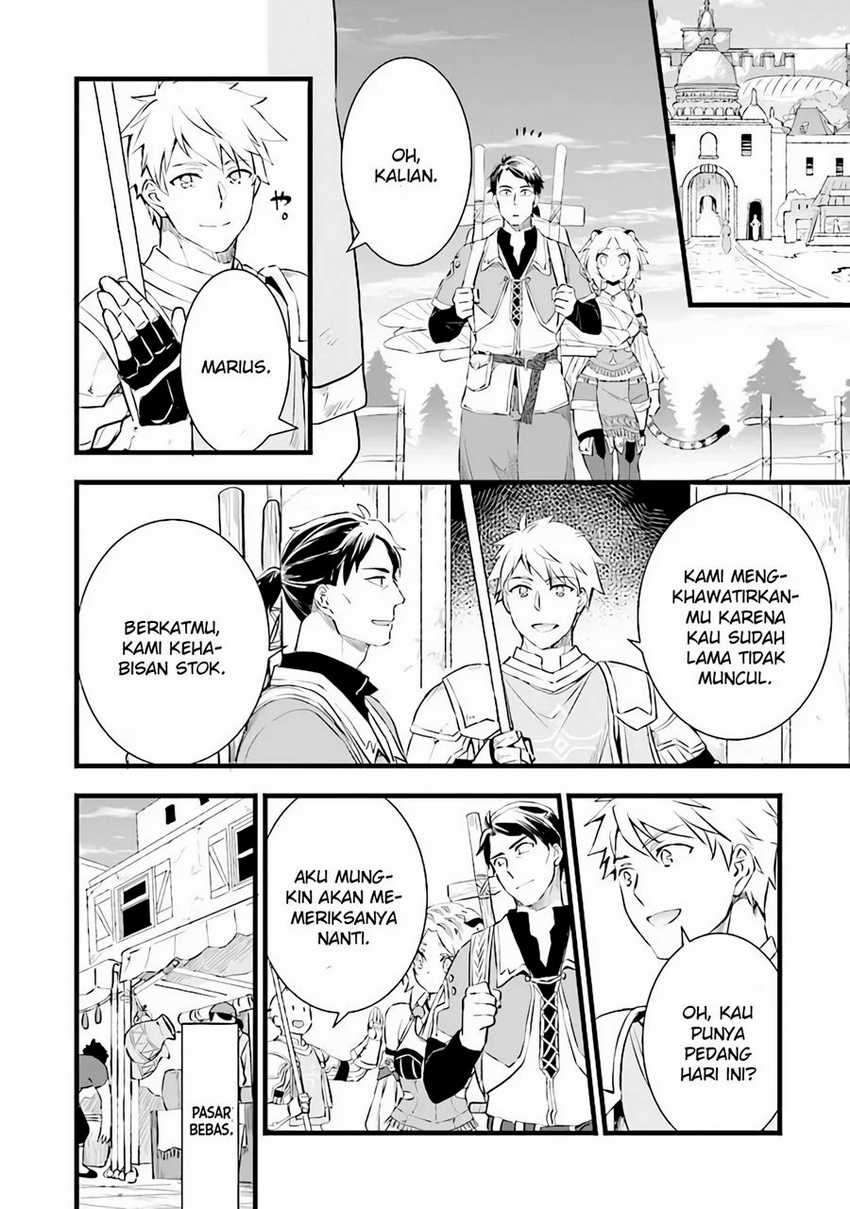 OH,
KALIAN.
や。
MARIUS.
KAMI MENG-
KHAWATIRKAN-
MU KARENA
KAU SUDAH
LAMA TIDAK
MUNCUL.
BERKATMU,
KAMI KEHA-
BISAN STOK.
OH, KAU
PUNYA
PEDANG
HARI INI?
AKU MUNG-
KIN AKAN ME-
MERIKSANYA
NANTI.
PASAR
BEBAS.